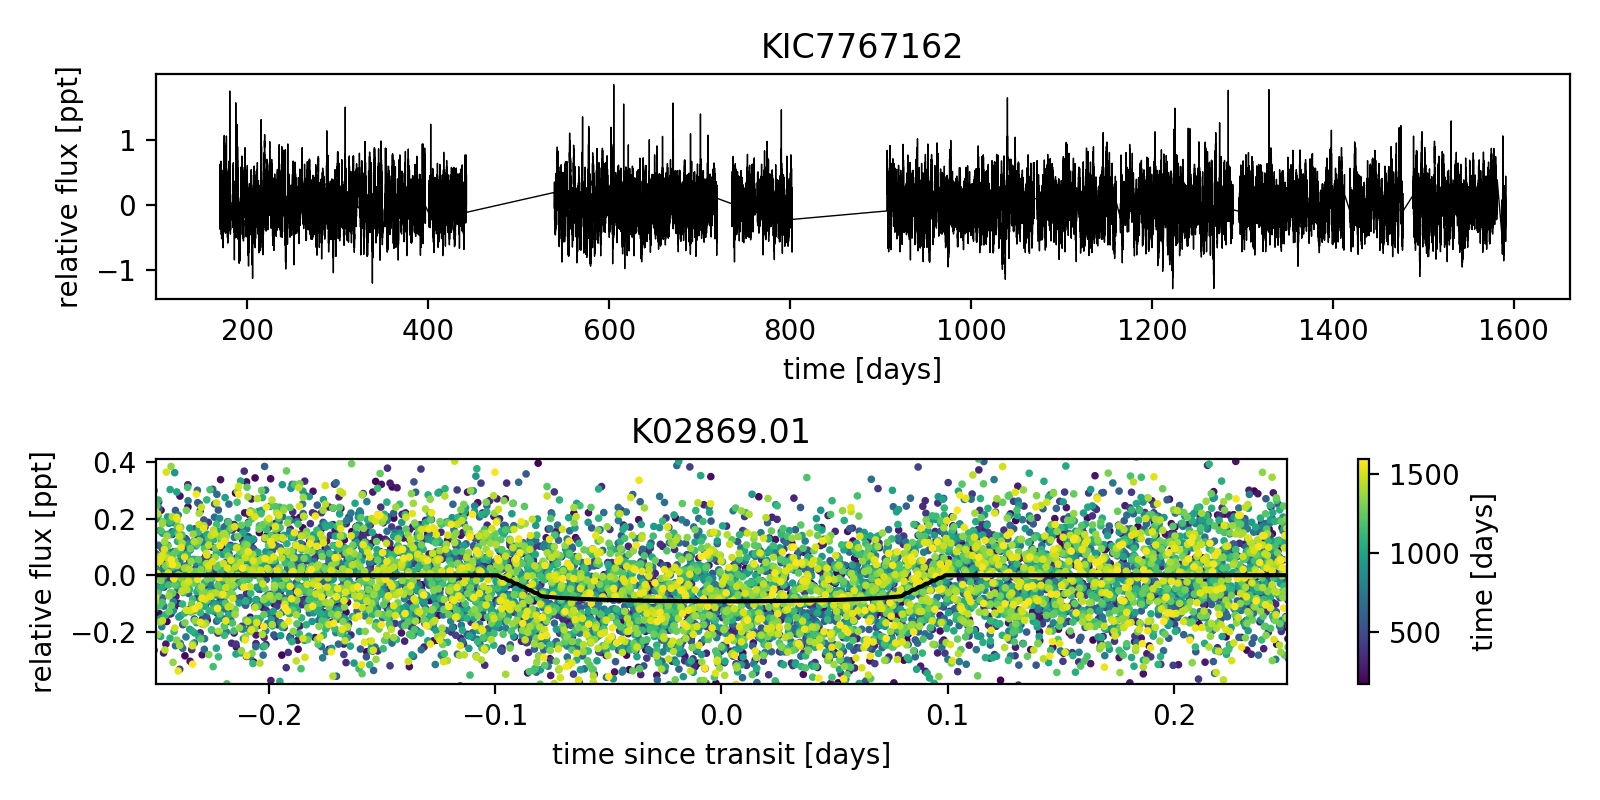 KIC7767162
relative flux [ppt]
1
0
−1
200 400 600 800 1000 1200 1400 1600
time [days]
K02869.01
relative flux [ppt]
0.4
0.2
0.0
−0.2
−0.2 −0.1 0.0 0.1 0.2
time since transit [days]
1500
1000
500
time [days]